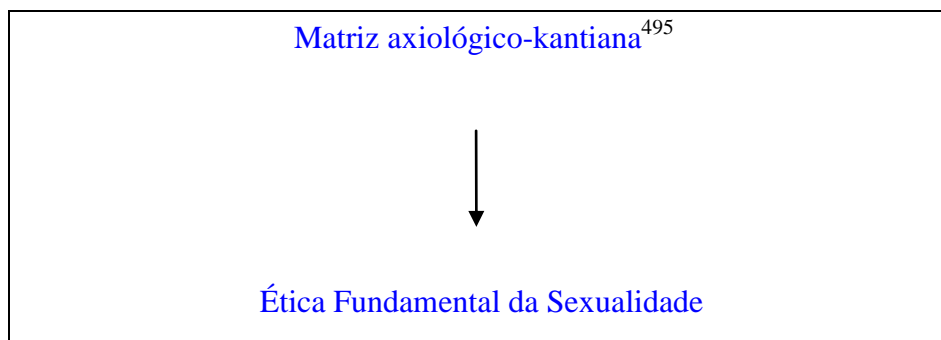 Matriz axiológico-kantiana⁴⁹⁵
Ética Fundamental da Sexualidade